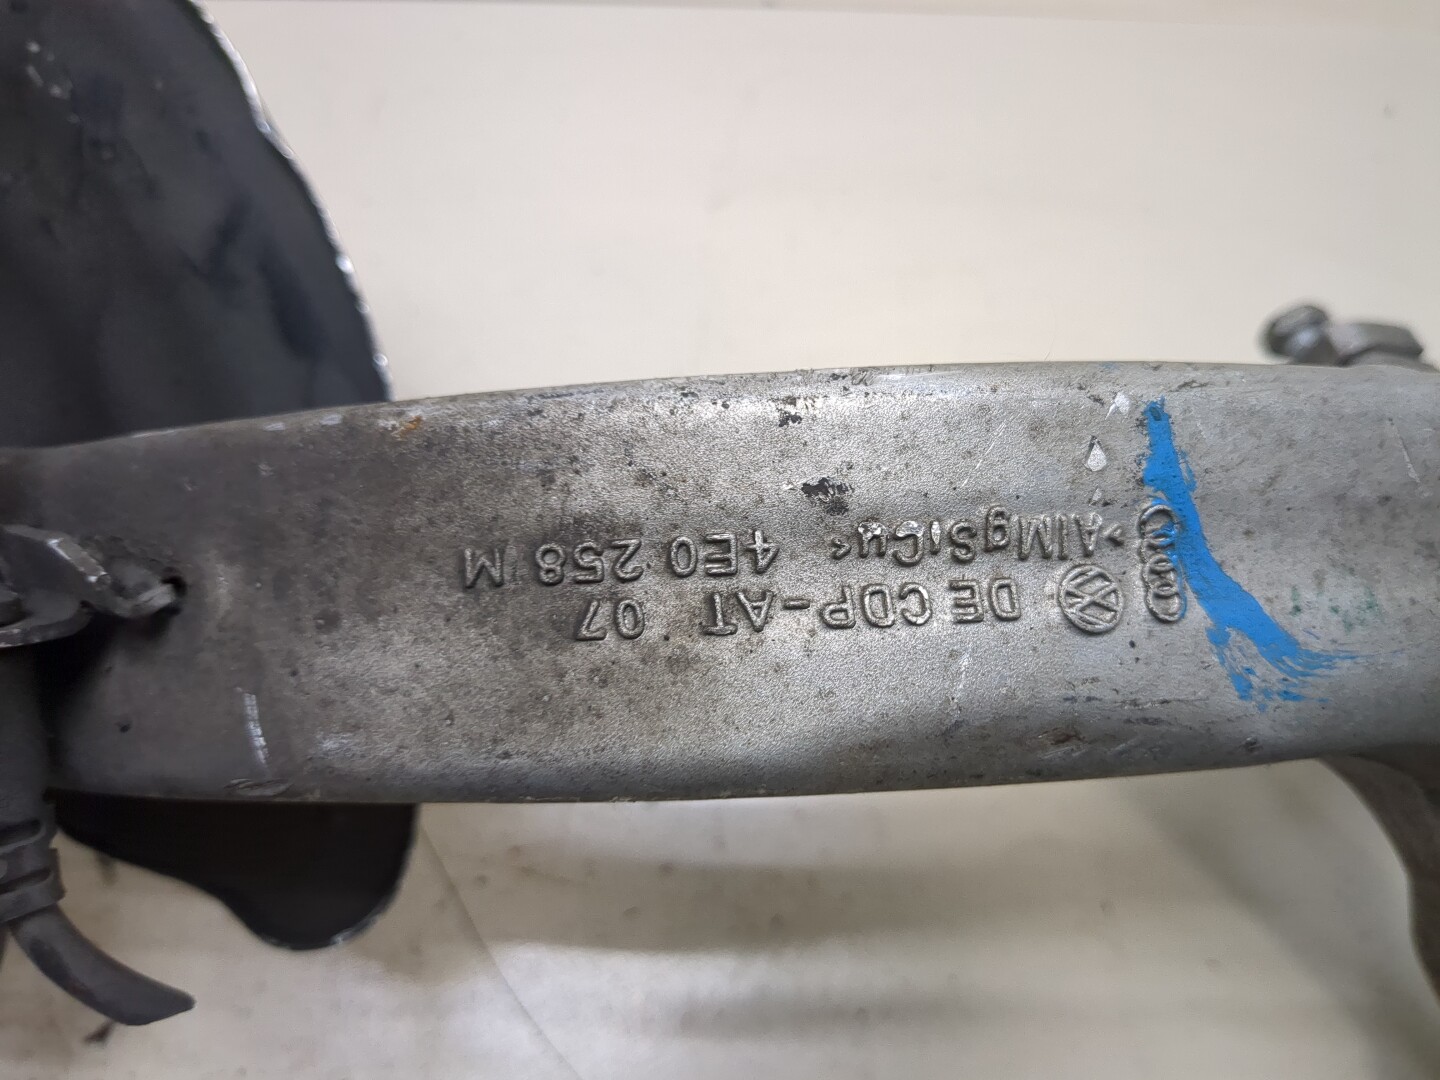 DE CDP-AT 07
>AlMgSiCu< 4E0 258 M